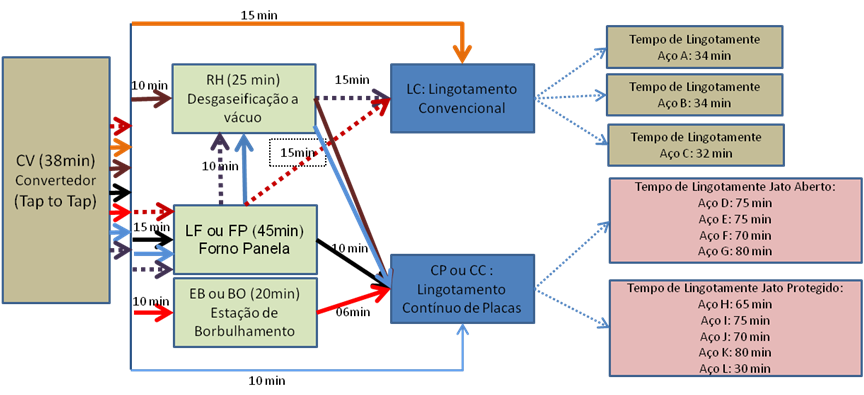 15 min
CV (38min)
Convertedor
(Tap to Tap)
10 min
RH (25 min)
Desgaseificação a
vácuo
15min
LC: Lingotamento
Convencional
15min
10 min
15 min
LF ou FP (45min)
Forno Panela
10 min
10 min
EB ou BO (20min)
Estação de
Borbulhamento
06min
CP ou CC :
Lingotamento
Contínuo de Placas
10 min
Tempo de Lingotamente
Aço A: 34 min
Tempo de Lingotamente
Aço B: 34 min
Tempo de Lingotamente
Aço C: 32 min
Tempo de Lingotamente Jato Aberto:
Aço D: 75 min
Aço E: 75 min
Aço F: 70 min
Aço G: 80 min
Tempo de Lingotamente Jato Protegido:
Aço H: 65 min
Aço I: 75 min
Aço J: 70 min
Aço K: 80 min
Aço L: 30 min